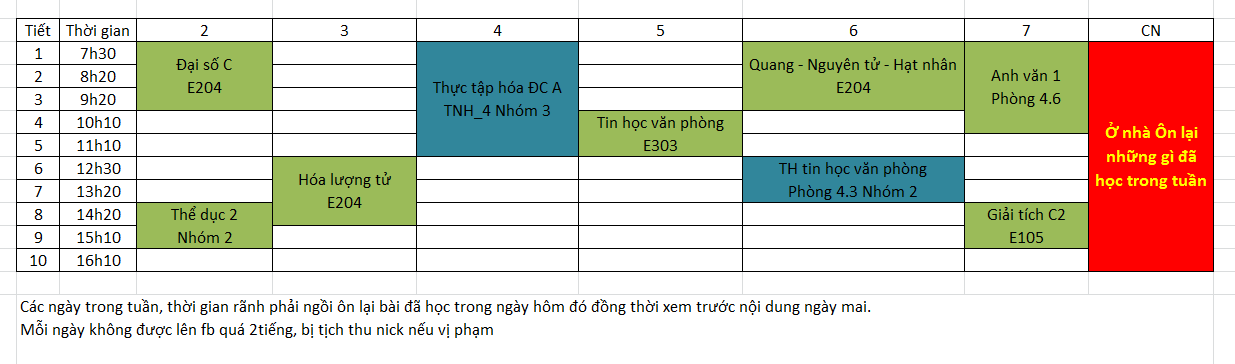 Tiết Thời gian 2 3 4 5 6 7 CN
1 7h30
2 8h20
3 9h20
4 10h10
5 11h10
6 12h30
7 13h20
8 14h20
9 15h10
10 16h10
Đại số C
E204
Thể dục 2
Nhóm 2
Hóa lượng tử
E204
Thực tập hóa ĐC A
TNH_4 Nhóm 3
Tin học văn phòng
E303
Quang - Nguyên tử - Hạt nhân
E204
TH tin học văn phòng
Phòng 4.3 Nhóm 2
Anh văn 1
Phòng 4.6
Giải tích C2
E105
Ở nhà Ôn lại
những gì đã
học trong tuần
Các ngày trong tuần, thời gian rãnh phải ngồi ôn lại bài đã học trong ngày hôm đó đồng thời xem trước nội dung ngày mai.
Mỗi ngày không được lên fb quá 2tiếng, bị tịch thu nick nếu vị phạm